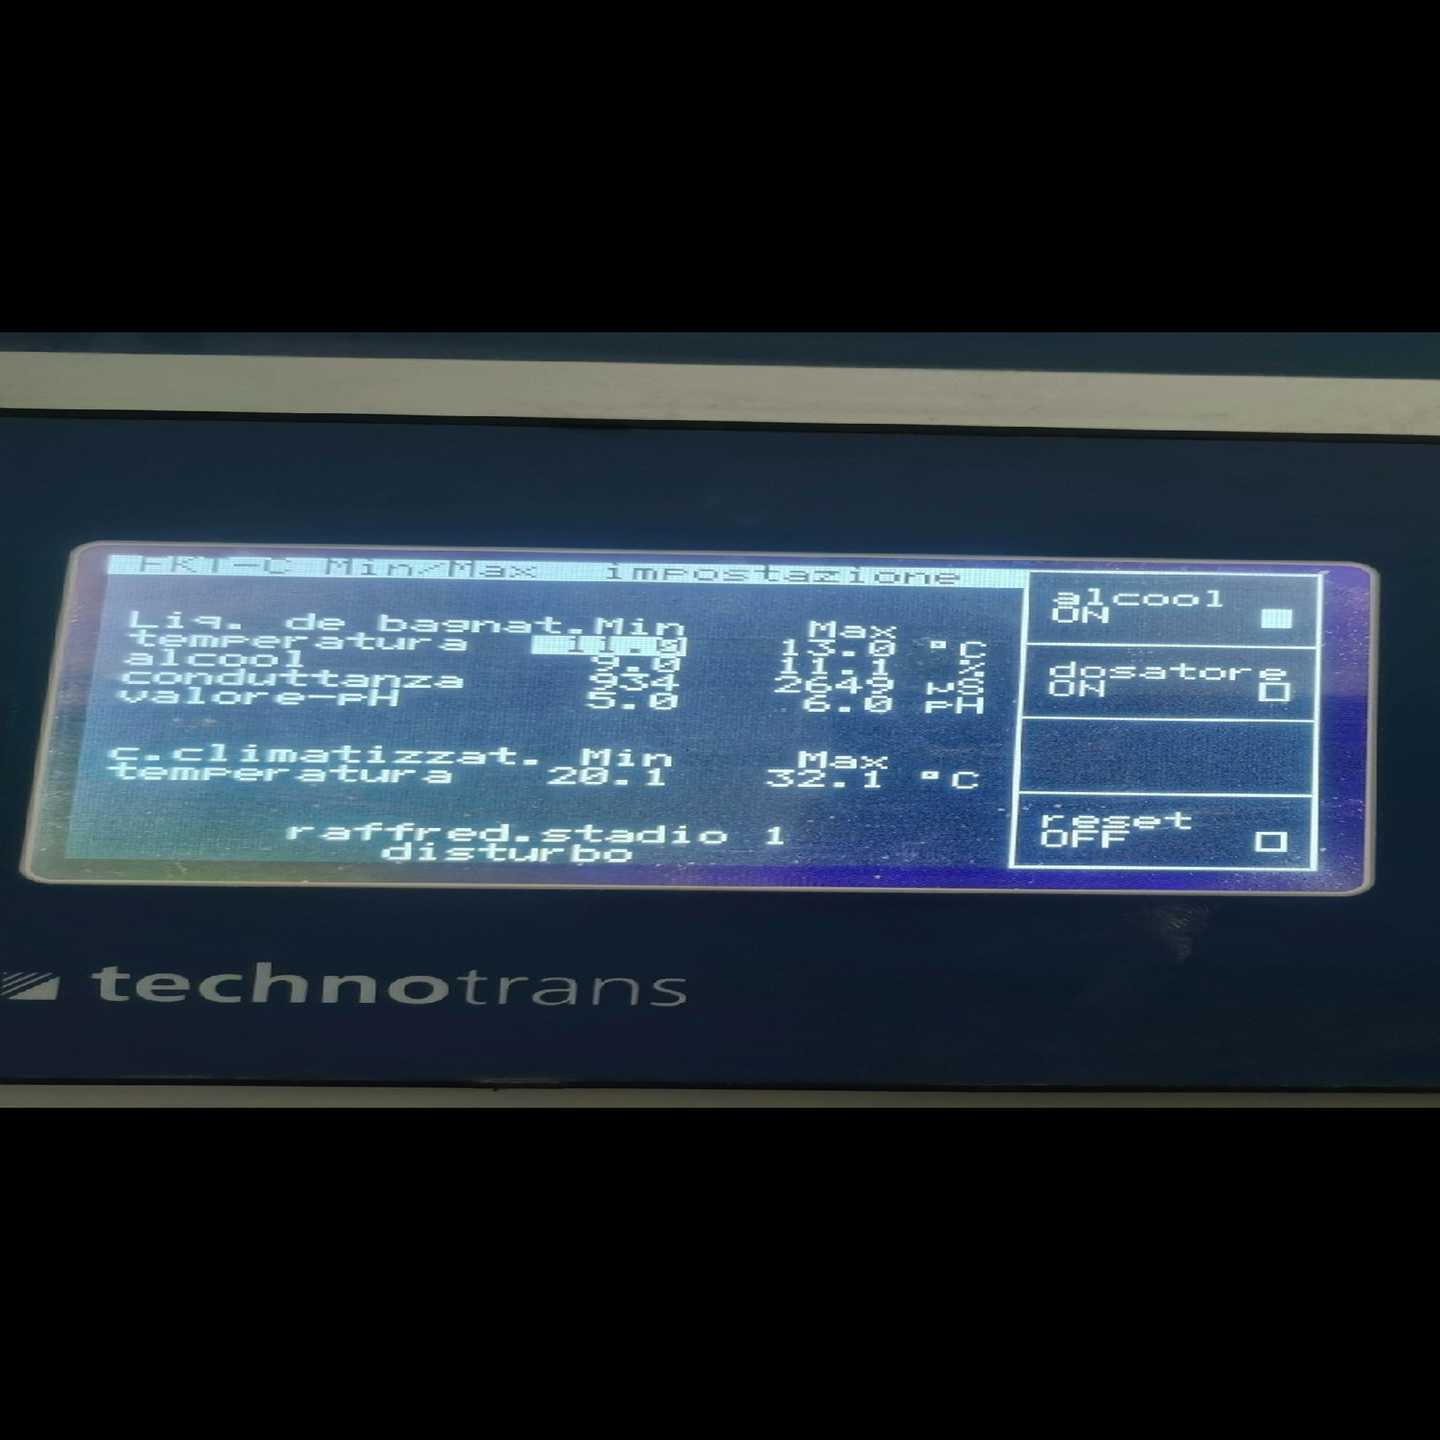 FKT-C Min/Max impostazione
Liq. de bagnat. Min Max
temperatura 13.0 °C
alcool 9.0 11.1 %
conduttanza 934 2649 µS
valore-pH 5.0 6.0 pH
c.climatizzat. Min Max
temperatura 20.1 32.1 °C
raffred.stadio 1
disturbo
alcool
ON
dosatore
ON
reset
OFF
technotrans